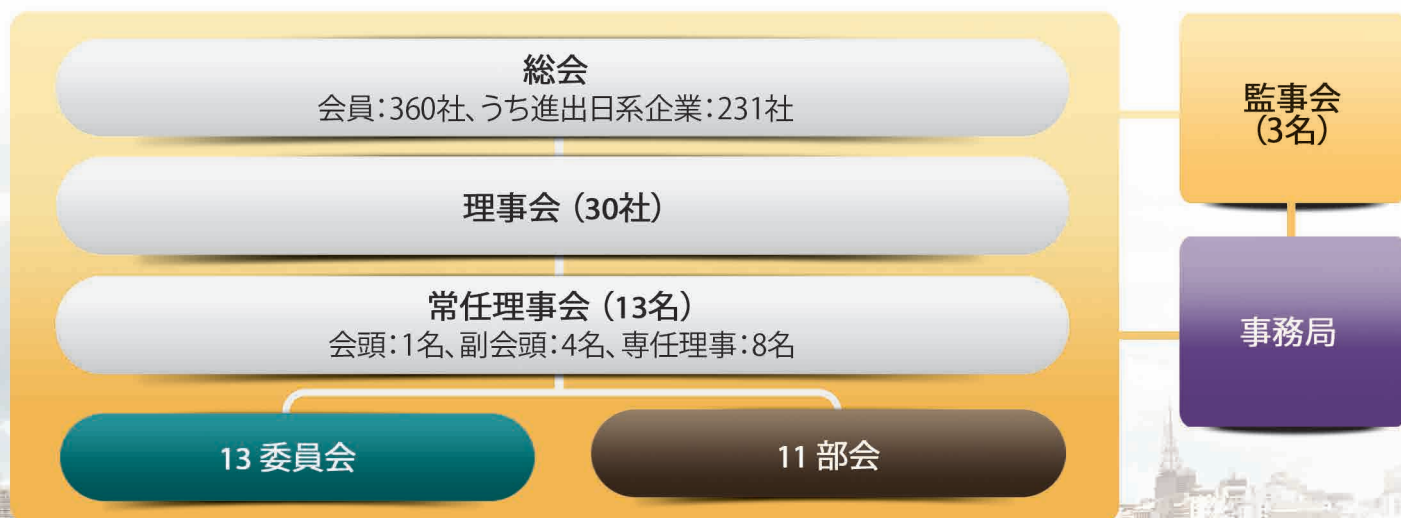 総会
会員：360社、うち進出日系企業：231社
理事会（30社）
常任理事会（13名）
会頭：1名、副会頭：4名、専任理事：8名
13 委員会
11 部会
監事会
(3名)
事務局